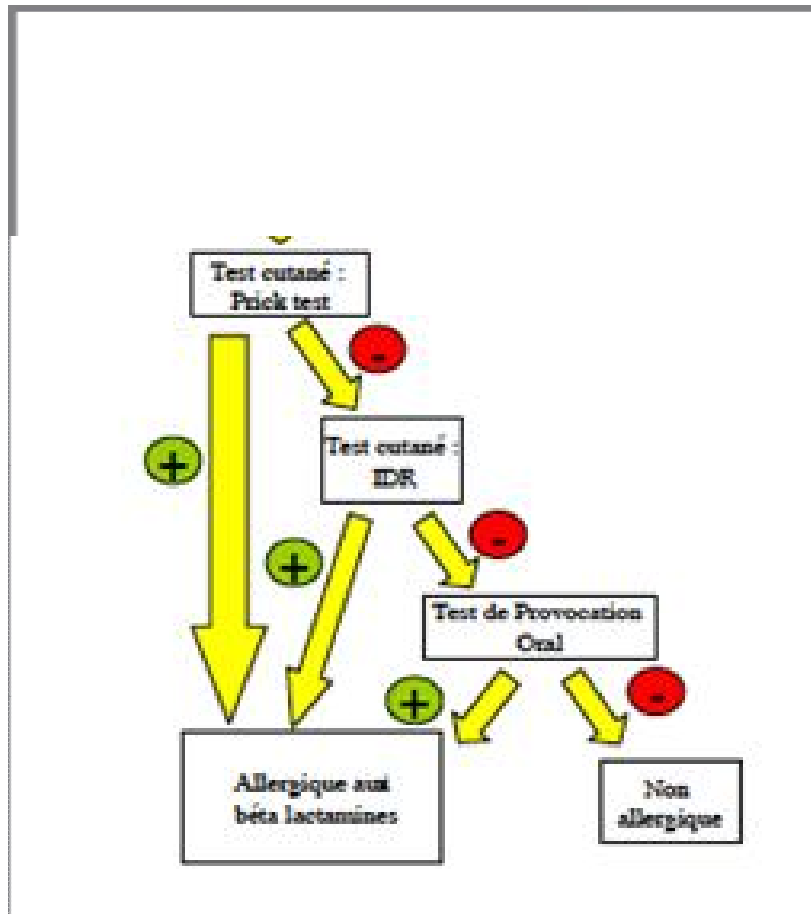 Test cutané :
Prick test
-
+
Test cutané :
IDR
-
+
Test de Provocation
Oral
+
-
Allergique aux
béta lactamines
Non
allergique